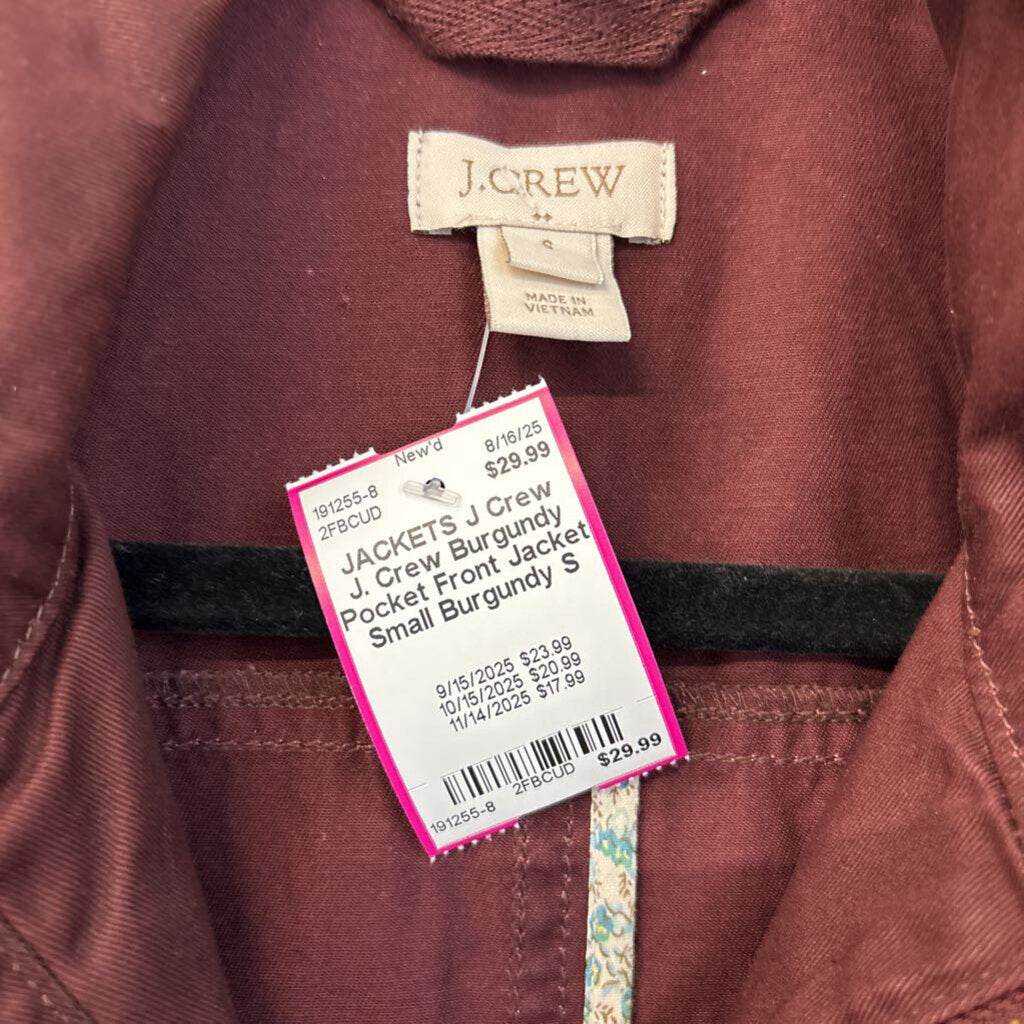 J.CREW
S
MADE IN
VIETNAM
New'd
8/16/25
191255-8
$29.99
2FBCUD
JACKETS J Crew
J. Crew Burgundy
Pocket Front Jacket
Small Burgundy S
9/15/2025 $23.99
10/15/2025 $20.99
11/14/2025 $17.99
191255-8 2FBCUD $29.99